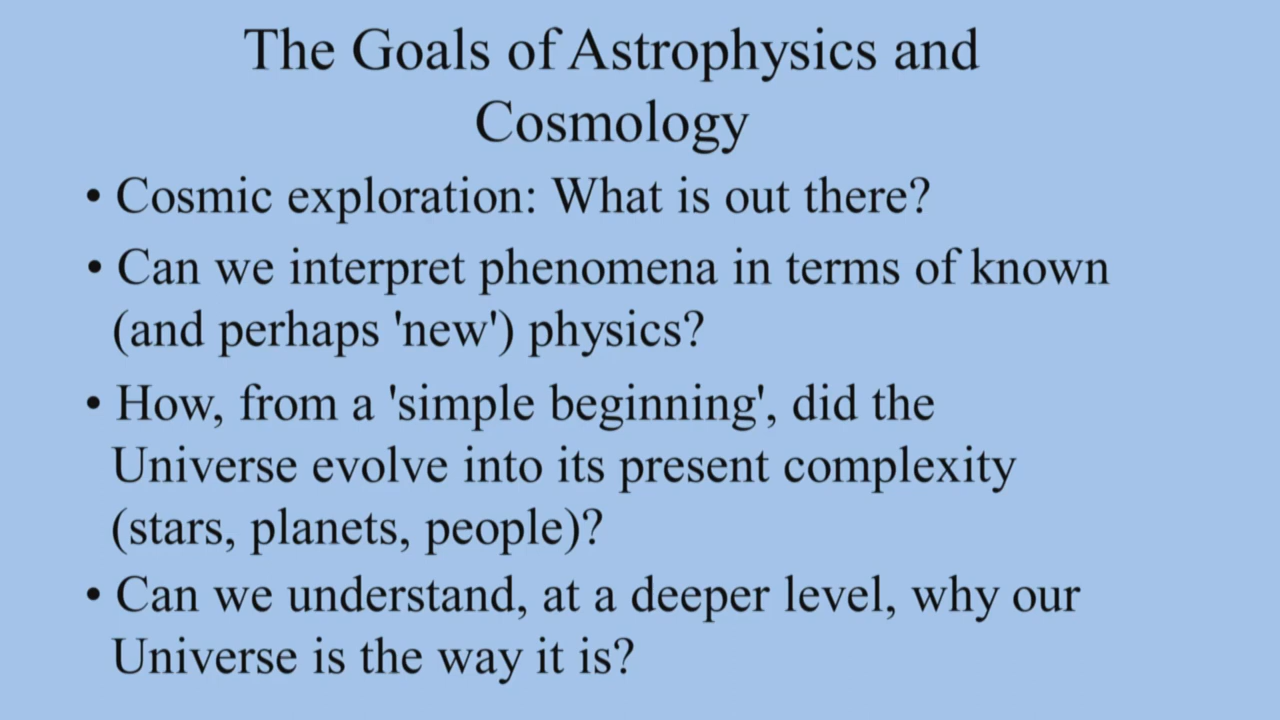 The Goals of Astrophysics and
Cosmology
• Cosmic exploration: What is out there?
• Can we interpret phenomena in terms of known
(and perhaps 'new') physics?
• How, from a 'simple beginning', did the
Universe evolve into its present complexity
(stars, planets, people)?
• Can we understand, at a deeper level, why our
Universe is the way it is?